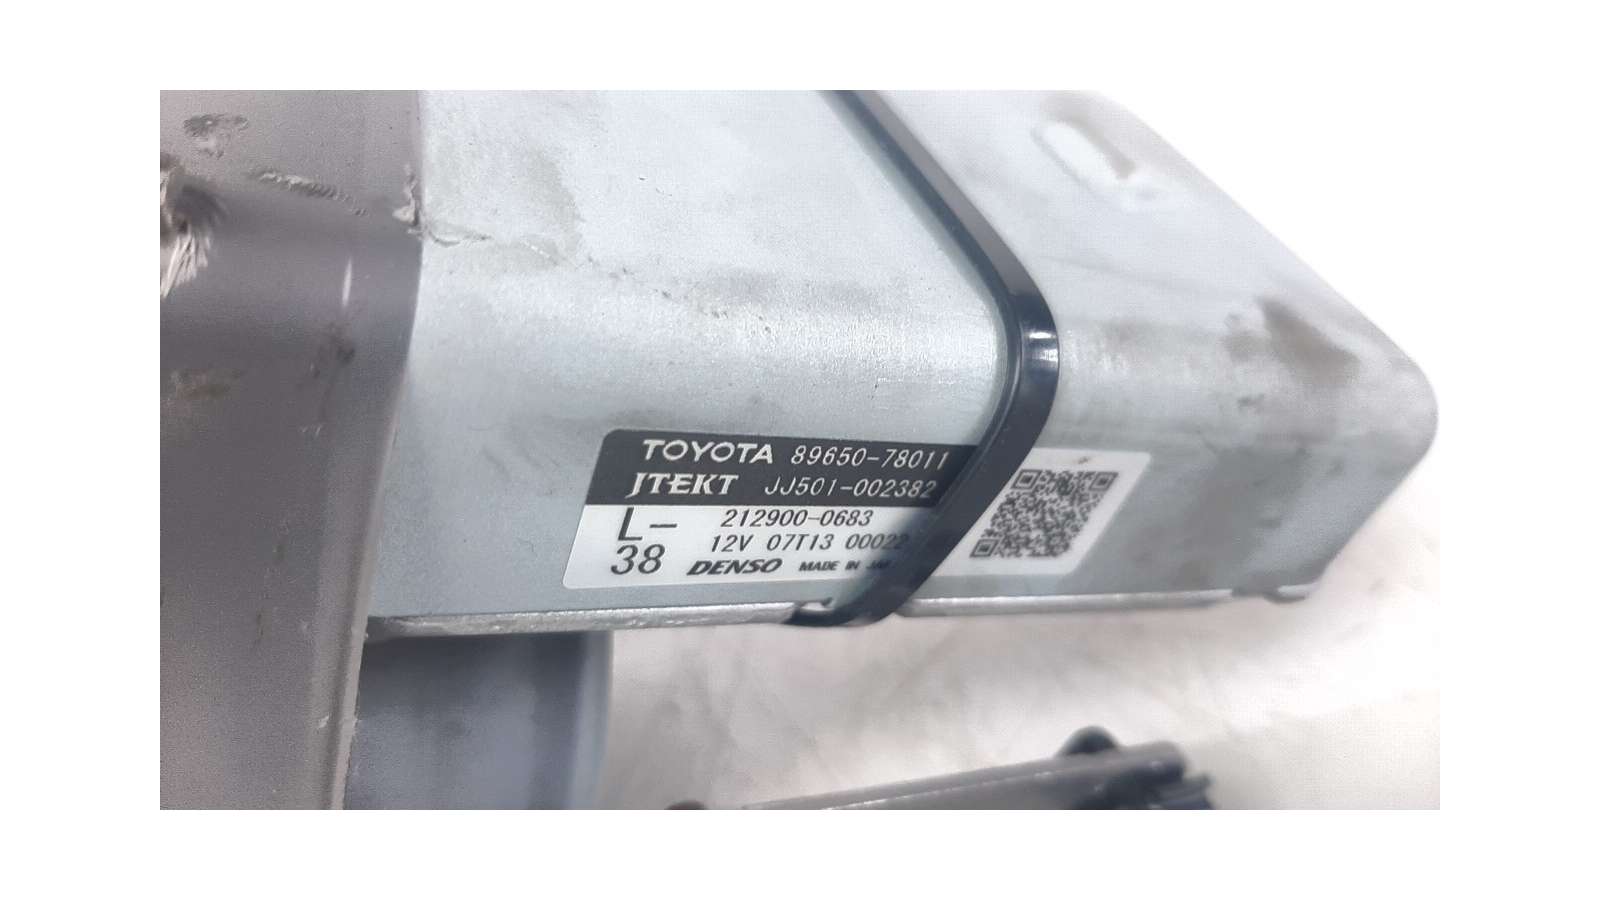 TOYOTA 89650-78011
JTEKT JJ501-002382
L-38
212900-0683
12V 07T13 00022
DENSO MADE IN